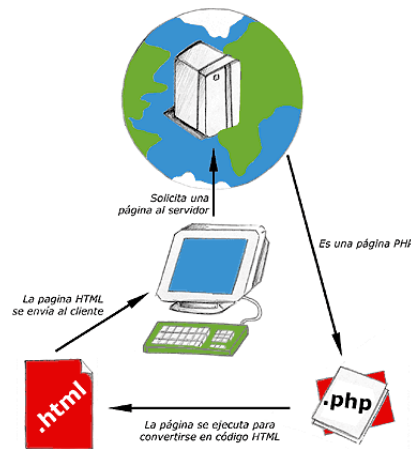 Solicita una
página al servidor
Es una página PHP
La pagina HTML
se envía al cliente
.html
.php
La página se ejecuta para
convertirse en código HTML